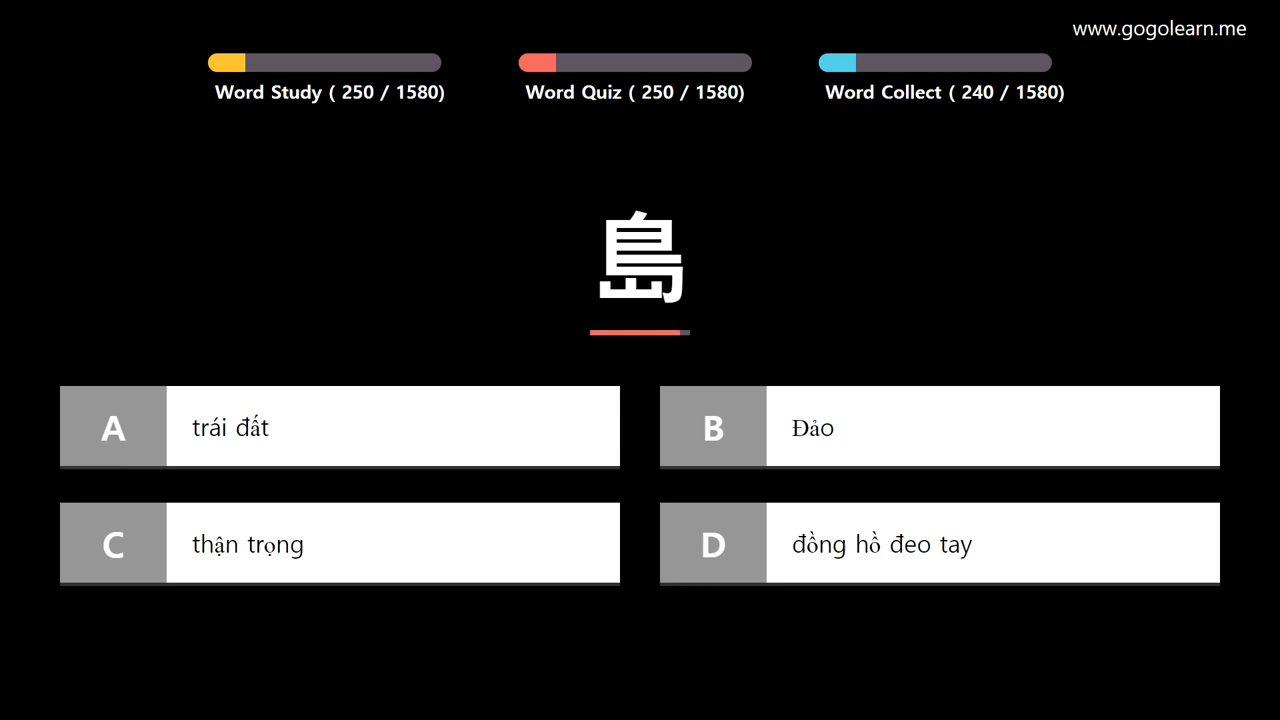 www.gogolearn.me
Word Study ( 250 / 1580)
Word Quiz ( 250 / 1580)
Word Collect ( 240 / 1580)
島
A
trái đất
B
Đảo
C
thận trọng
D
đồng hồ đeo tay